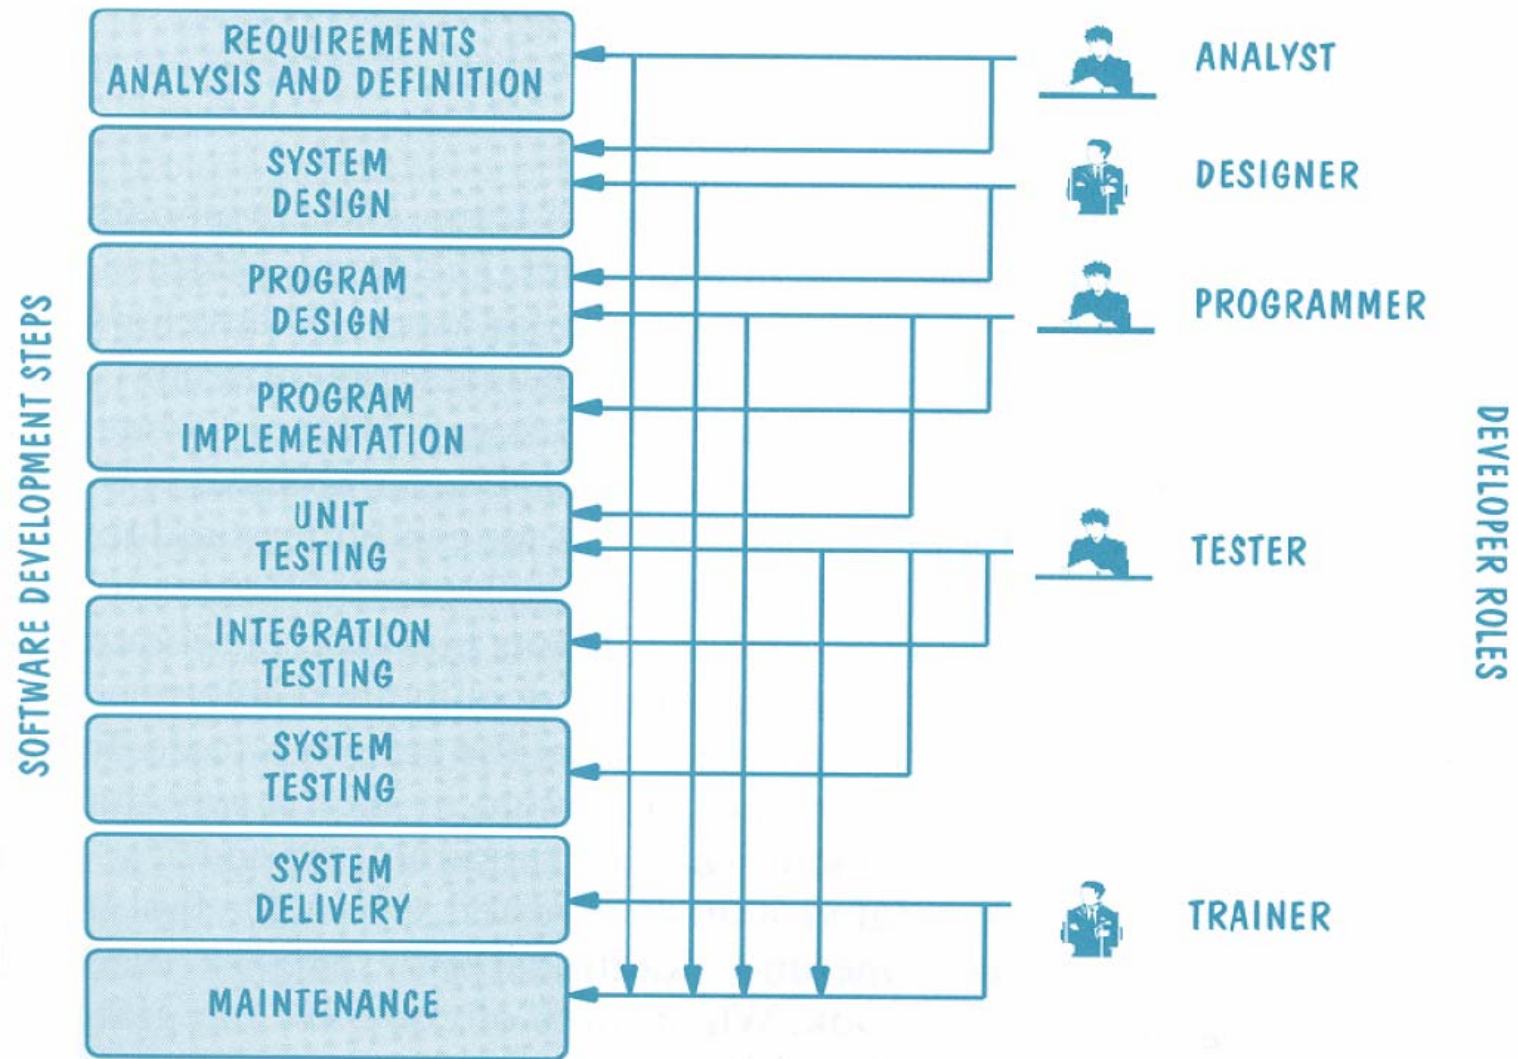 REQUIREMENTS
ANALYSIS AND DEFINITION
SYSTEM
DESIGN
PROGRAM
DESIGN
PROGRAM
IMPLEMENTATION
UNIT
TESTING
INTEGRATION
TESTING
SYSTEM
TESTING
SYSTEM
DELIVERY
MAINTENANCE
SOFTWARE DEVELOPMENT STEPS
ANALYST
DESIGNER
PROGRAMMER
TESTER
TRAINER
DEVELOPER ROLES